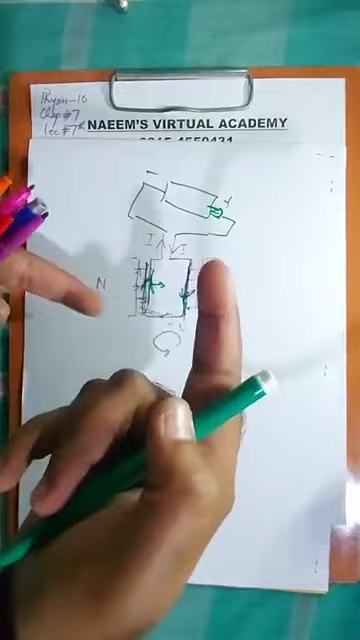 Physics-10
Chap #7
Lec #7
NAEEM'S VIRTUAL ACADEMY
I
I
N